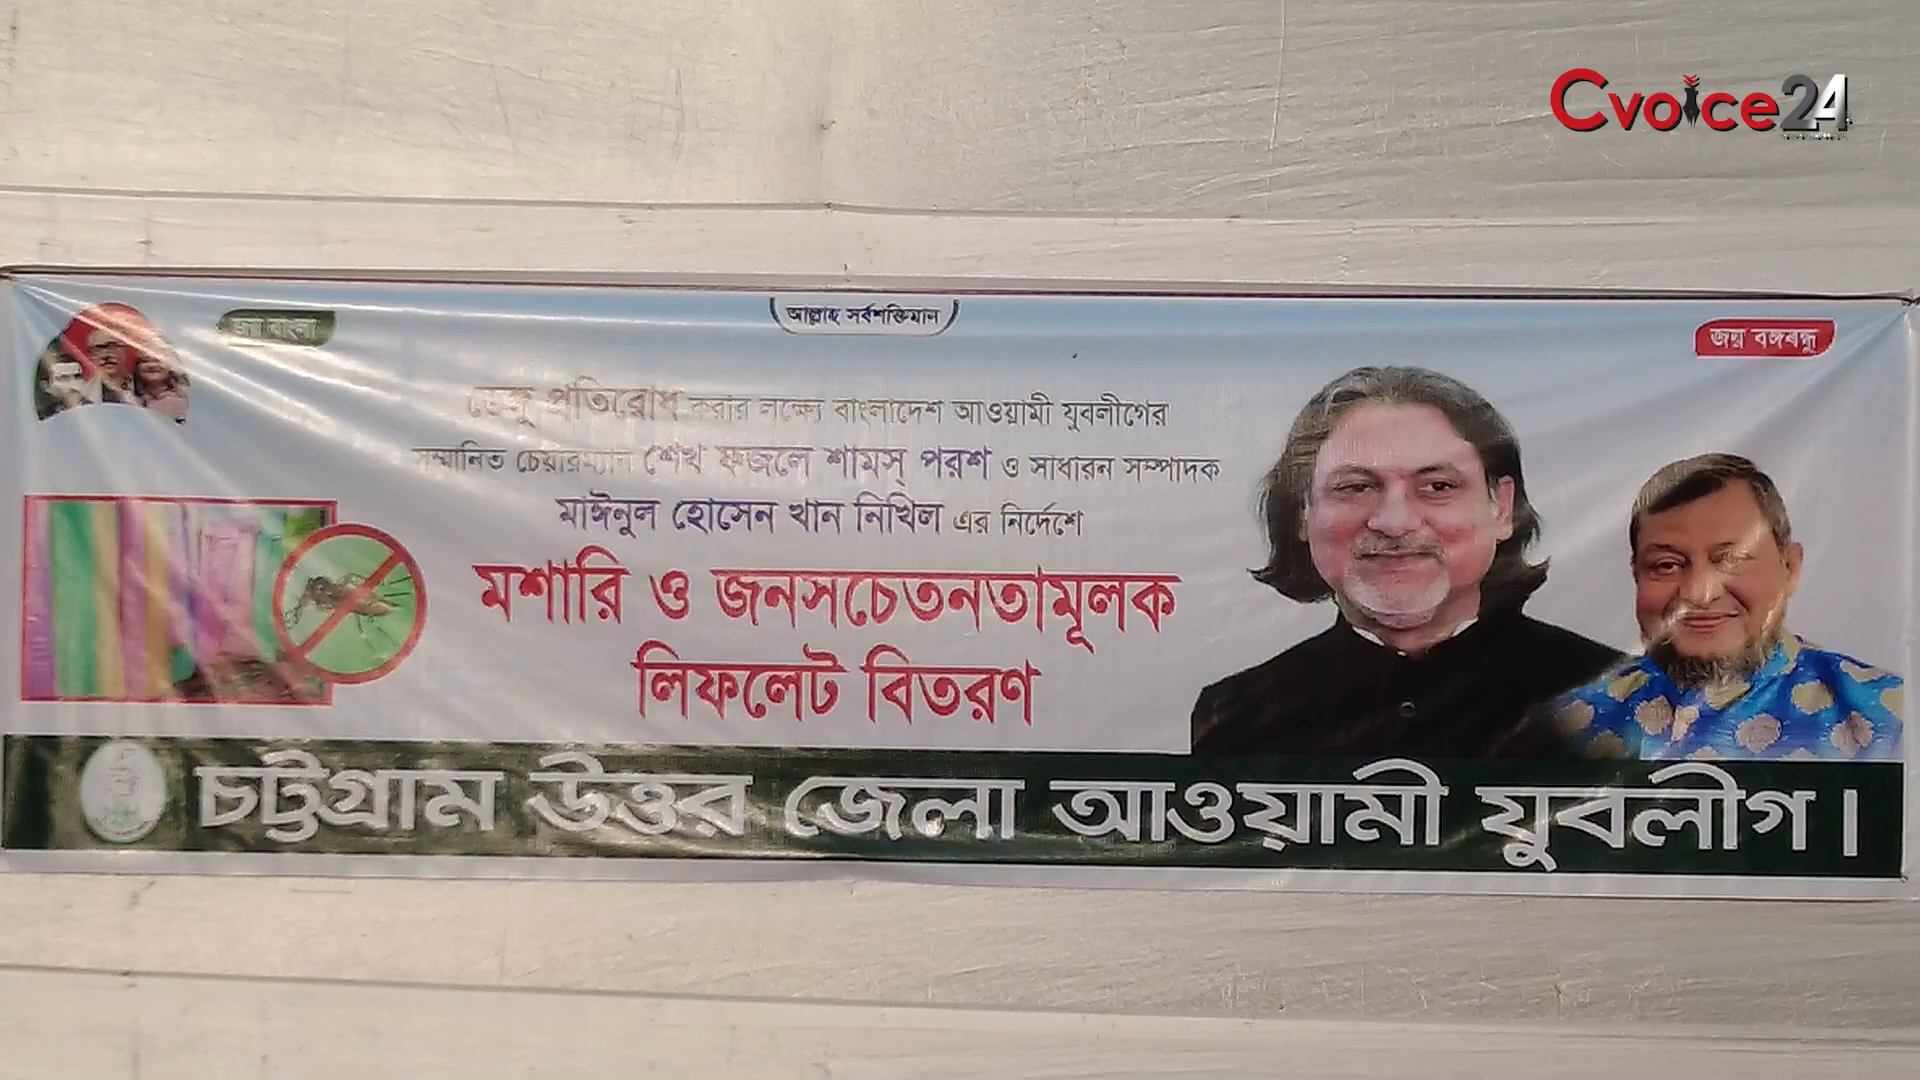 Cvoice24
জয় বাংলা
আল্লাহ সর্বশক্তিমান
জয় বঙ্গবন্ধু
ডেঙ্গু প্রতিরোধ করার লক্ষ্যে বাংলাদেশ আওয়ামী যুবলীগের
সম্মানিত চেয়ারম্যান শেখ ফজলে শামস্ পরশ ও সাধারন সম্পাদক
মাঈনুল হোসেন খান নিখিল এর নির্দেশে
মশারি ও জনসচেতনতামূলক
লিফলেট বিতরণ
চট্টগ্রাম উত্তর জেলা আওয়ামী যুবলীগ।